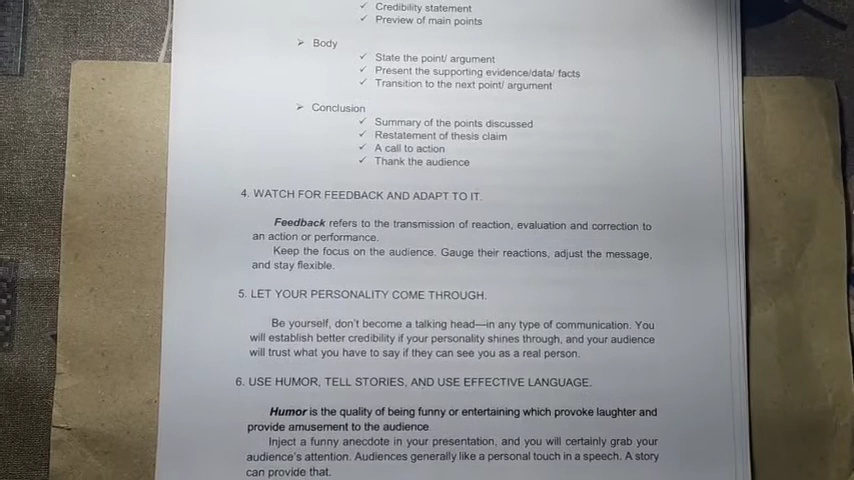 ✓ Credibility statement
✓ Preview of main points
➢ Body
✓ State the point/ argument
✓ Present the supporting evidence/data/ facts
✓ Transition to the next point/ argument
➢ Conclusion
✓ Summary of the points discussed
✓ Restatement of thesis claim
✓ A call to action
✓ Thank the audience
4. WATCH FOR FEEDBACK AND ADAPT TO IT.
Feedback refers to the transmission of reaction, evaluation and correction to
an action or performance.
Keep the focus on the audience. Gauge their reactions, adjust the message,
and stay flexible.
5. LET YOUR PERSONALITY COME THROUGH.
Be yourself, don't become a talking head—in any type of communication. You
will establish better credibility if your personality shines through, and your audience
will trust what you have to say if they can see you as a real person.
6. USE HUMOR, TELL STORIES, AND USE EFFECTIVE LANGUAGE.
Humor is the quality of being funny or entertaining which provoke laughter and
provide amusement to the audience.
Inject a funny anecdote in your presentation, and you will certainly grab your
audience's attention. Audiences generally like a personal touch in a speech. A story
can provide that.